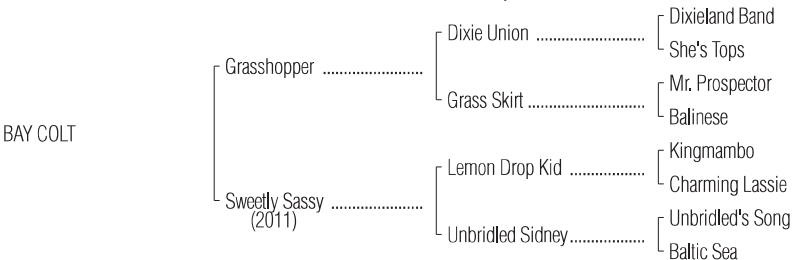 Dixieland Band
Dixie Union ......................
She's Tops
Grasshopper ......................
Mr. Prospector
Grass Skirt ......................
Balinese
BAY COLT
Kingmambo
Lemon Drop Kid ................
Charming Lassie
Sweetly Sassy ....................
(2011)
Unbridled's Song
Unbridled Sidney................
Baltic Sea